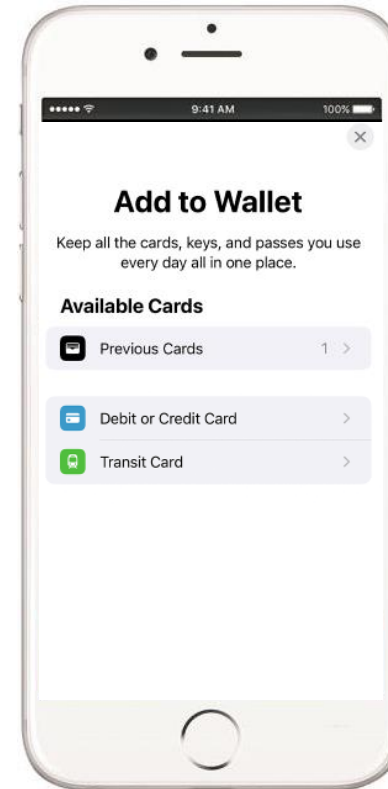 9:41 AM
100%
Add to Wallet
Keep all the cards, keys, and passes you use
every day all in one place.
Available Cards
Previous Cards 1
Debit or Credit Card
Transit Card